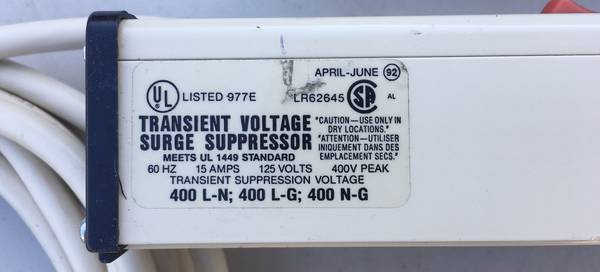 APRIL-JUNE 92
UL LISTED 977E
LR62645 SA AL
TRANSIENT VOLTAGE
SURGE SUPPRESSOR
MEETS UL 1449 STANDARD
"CAUTION—USE ONLY IN
DRY LOCATIONS."
"ATTENTION—UTILISER
INIQUEMENT DANS DES
EMPLACEMENT SECS."
60 HZ 15 AMPS 125 VOLTS 400V PEAK
TRANSIENT SUPPRESSION VOLTAGE
400 L-N; 400 L-G; 400 N-G